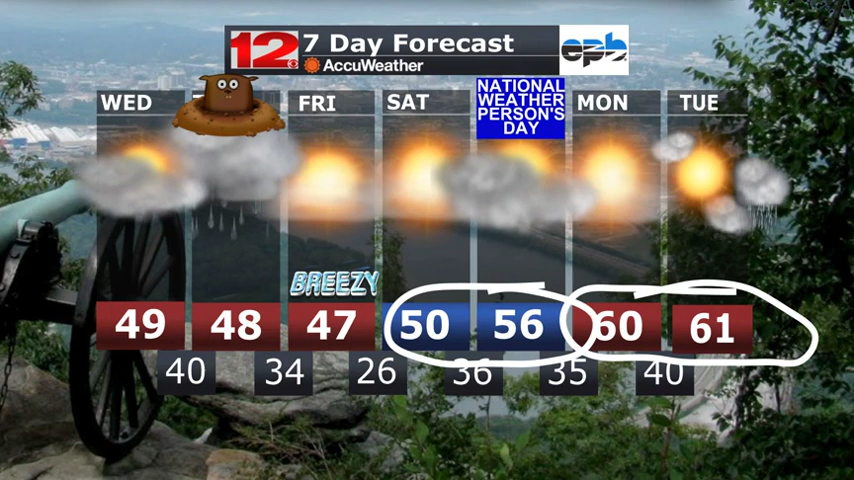 12 7 Day Forecast
AccuWeather
epb
WED
FRI
SAT
NATIONAL
WEATHER
PERSON'S
DAY
MON
TUE
BREEZY
49 48 47 50 56 60 61
40 34 26 36 35 40